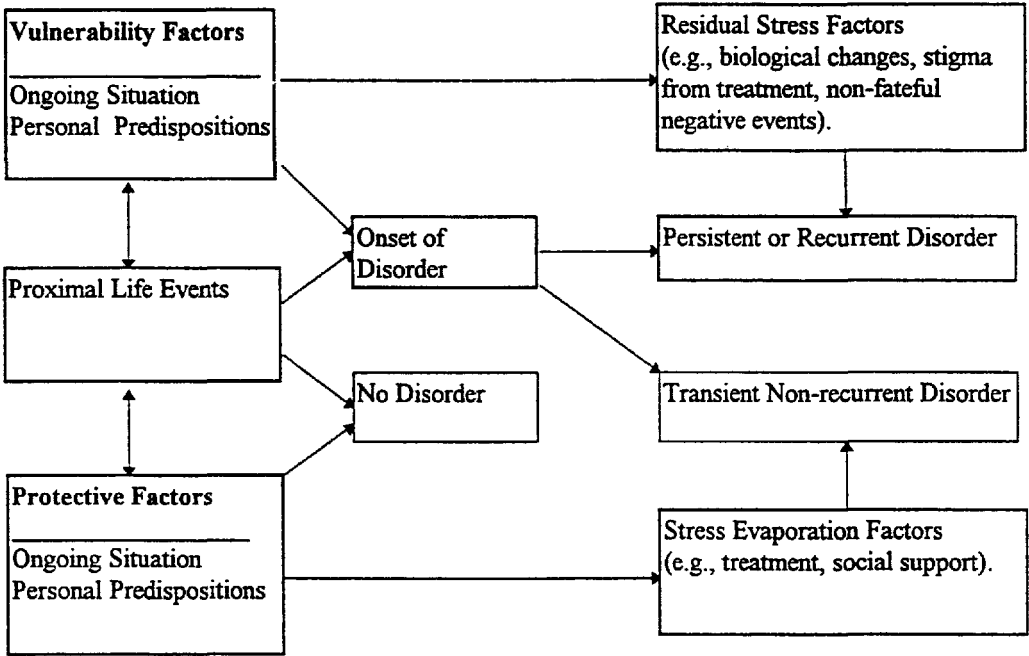 Vulnerability Factors
Ongoing Situation
Personal Predispositions
Residual Stress Factors
(e.g., biological changes, stigma
from treatment, non-fateful
negative events).
Onset of
Disorder
Persistent or Recurrent Disorder
Proximal Life Events
No Disorder
Transient Non-recurrent Disorder
Protective Factors
Ongoing Situation
Personal Predispositions
Stress Evaporation Factors
(e.g., treatment, social support).